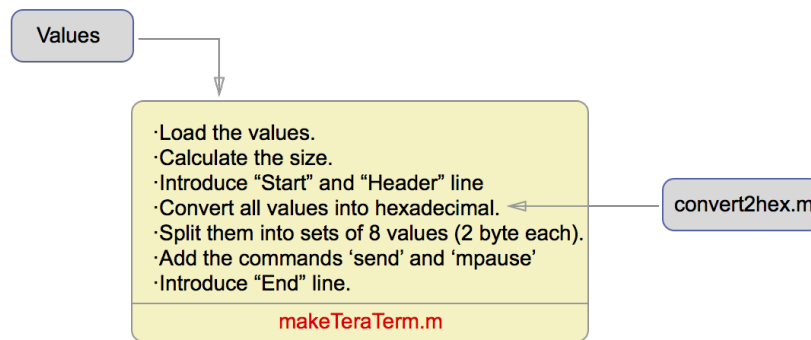 Values
·Load the values.
·Calculate the size.
·Introduce “Start” and “Header” line
·Convert all values into hexadecimal.
·Split them into sets of 8 values (2 byte each).
·Add the commands ‘send’ and ‘mpause’
·Introduce “End” line.
makeTeraTerm.m
convert2hex.m